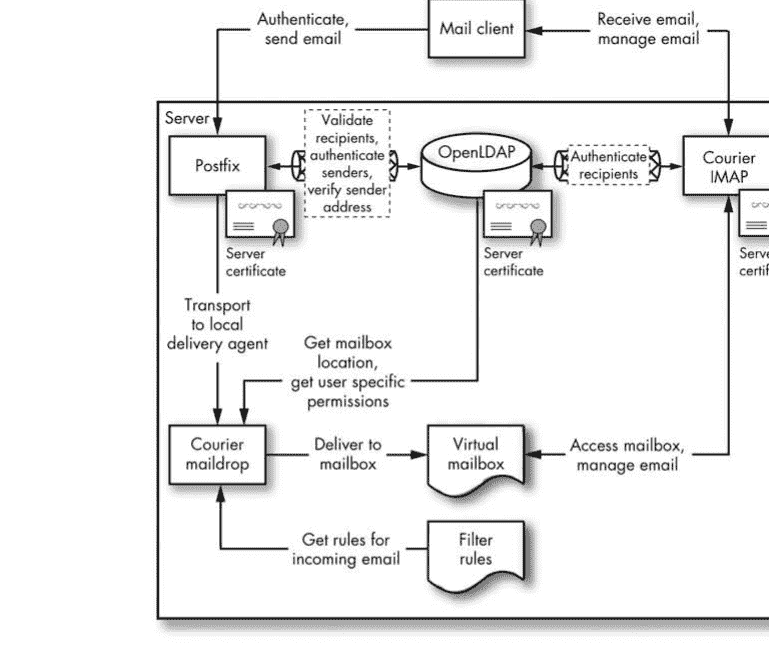 Authenticate,
send email
Mail client
Receive email,
manage email
Server
Postfix
Validate
recipients,
authenticate
senders,
verify sender
address
OpenLDAP
Authenticate
recipients
Courier
IMAP
Server
certificate
Server
certificate
Serve
certif
Transport
to local
delivery agent
Get mailbox
location,
get user specific
permissions
Courier
maildrop
Deliver to
mailbox
Virtual
mailbox
Access mailbox,
manage email
Get rules for
incoming email
Filter
rules